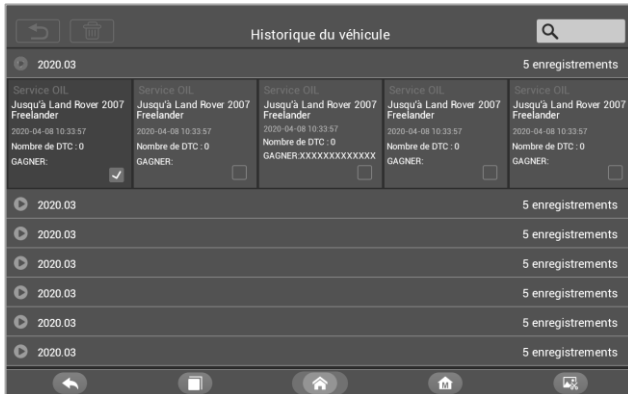 Historique du véhicule
2020.03 5 enregistrements
Service OIL
Jusqu'à Land Rover 2007
Freelander
2020-04-08 10:33:57
Nombre de DTC : 0
GAGNER:
Service OIL
Jusqu'à Land Rover 2007
Freelander
2020-04-08 10:33:57
Nombre de DTC : 0
GAGNER:
Service OIL
Jusqu'à Land Rover 2007
Freelander
2020-04-08 10:33:57
Nombre de DTC : 0
GAGNER:XXXXXXXXXXXXX
Service OIL
Jusqu'à Land Rover 2007
Freelander
2020-04-08 10:33:57
Nombre de DTC : 0
GAGNER:
Service OIL
Jusqu'à Land Rover 2007
Freelander
2020-04-08 10:33:57
Nombre de DTC : 0
GAGNER:
2020.03 5 enregistrements
2020.03 5 enregistrements
2020.03 5 enregistrements
2020.03 5 enregistrements
2020.03 5 enregistrements
2020.03 5 enregistrements
M